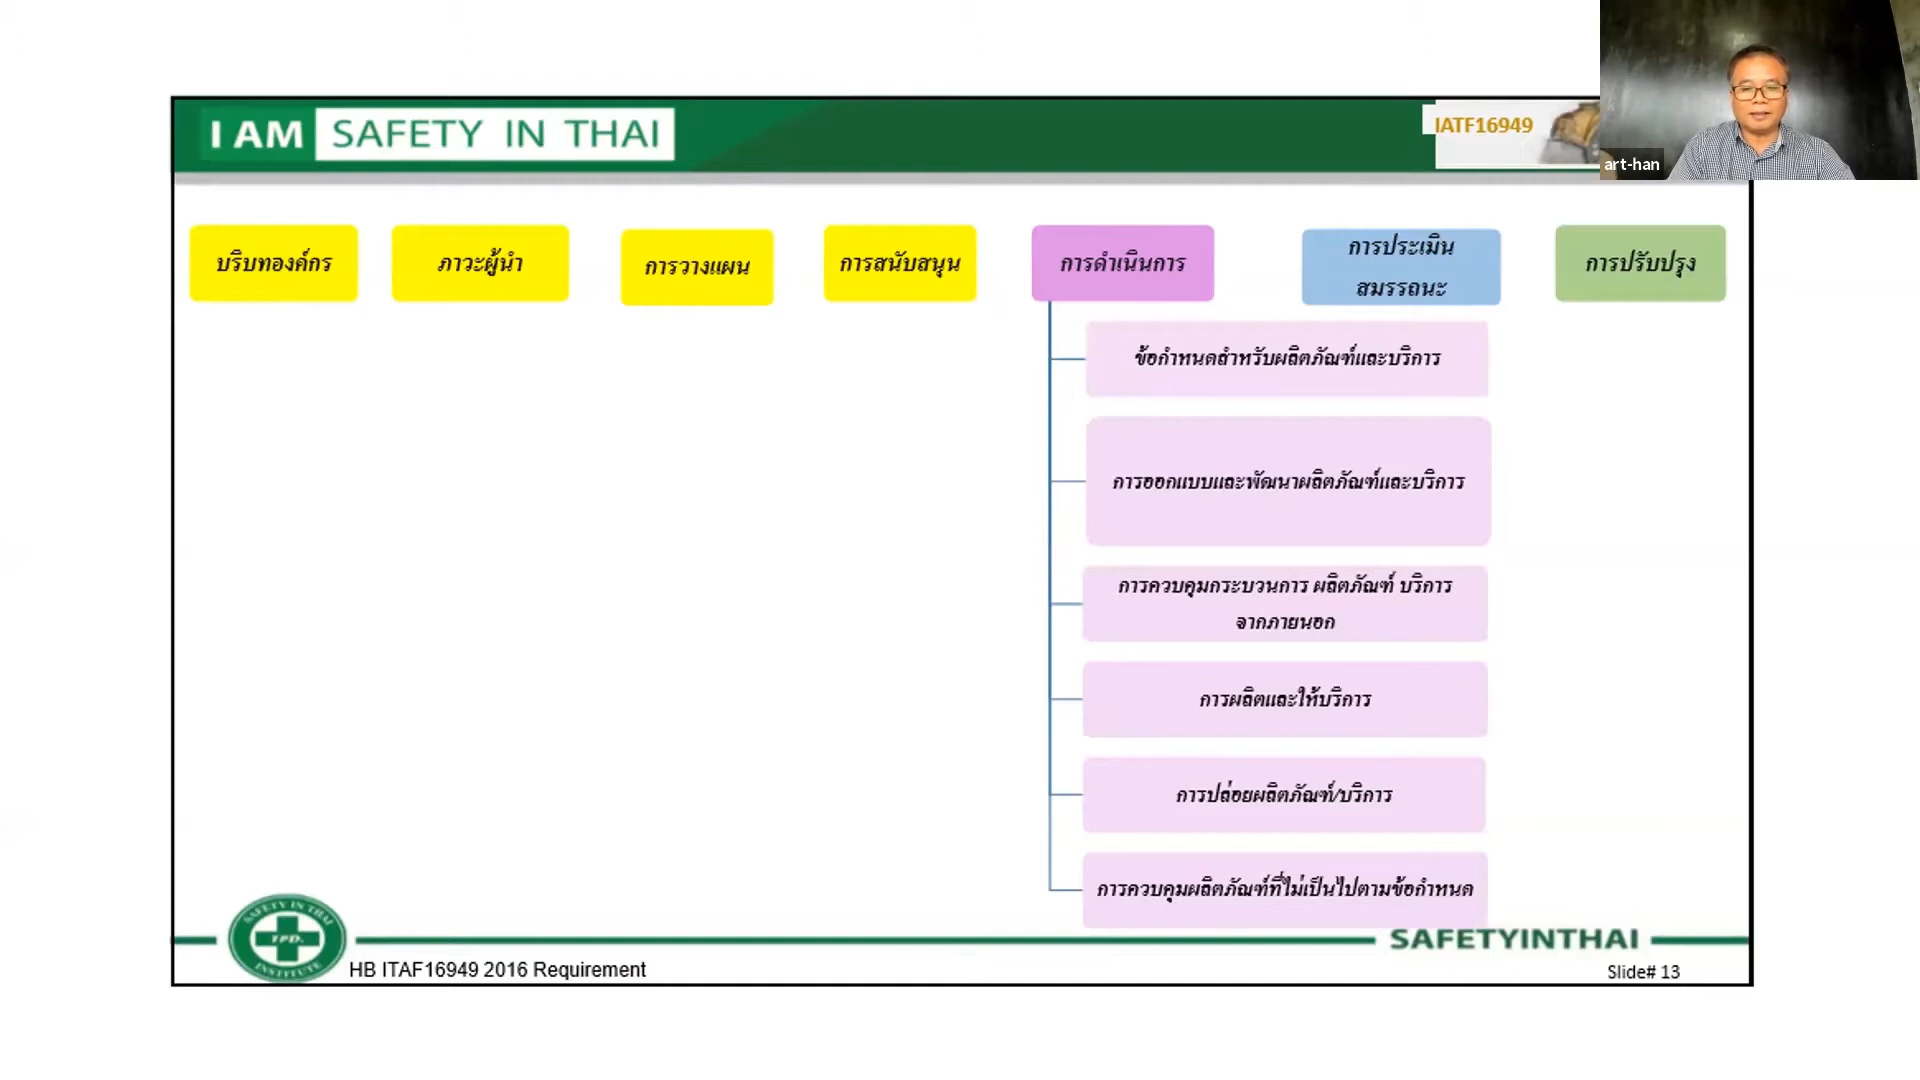 I AM SAFETY IN THAI
IATF16949
art-han
บริบทองค์กร
ภาวะผู้นำ
การวางแผน
การสนับสนุน
การดำเนินการ
การประเมิน
สมรรถนะ
การปรับปรุง
ข้อกำหนดสำหรับผลิตภัณฑ์และบริการ
การออกแบบและพัฒนาผลิตภัณฑ์และบริการ
การควบคุมกระบวนการ ผลิตภัณฑ์ บริการ
จากภายนอก
การผลิตและให้บริการ
การปล่อยผลิตภัณฑ์/บริการ
การควบคุมผลิตภัณฑ์ที่ไม่เป็นไปตามข้อกำหนด
SAFETY IN THAI
TPD.
INSTITUTE
SAFETYINTHAI
HB ITAF16949 2016 Requirement
Slide# 13